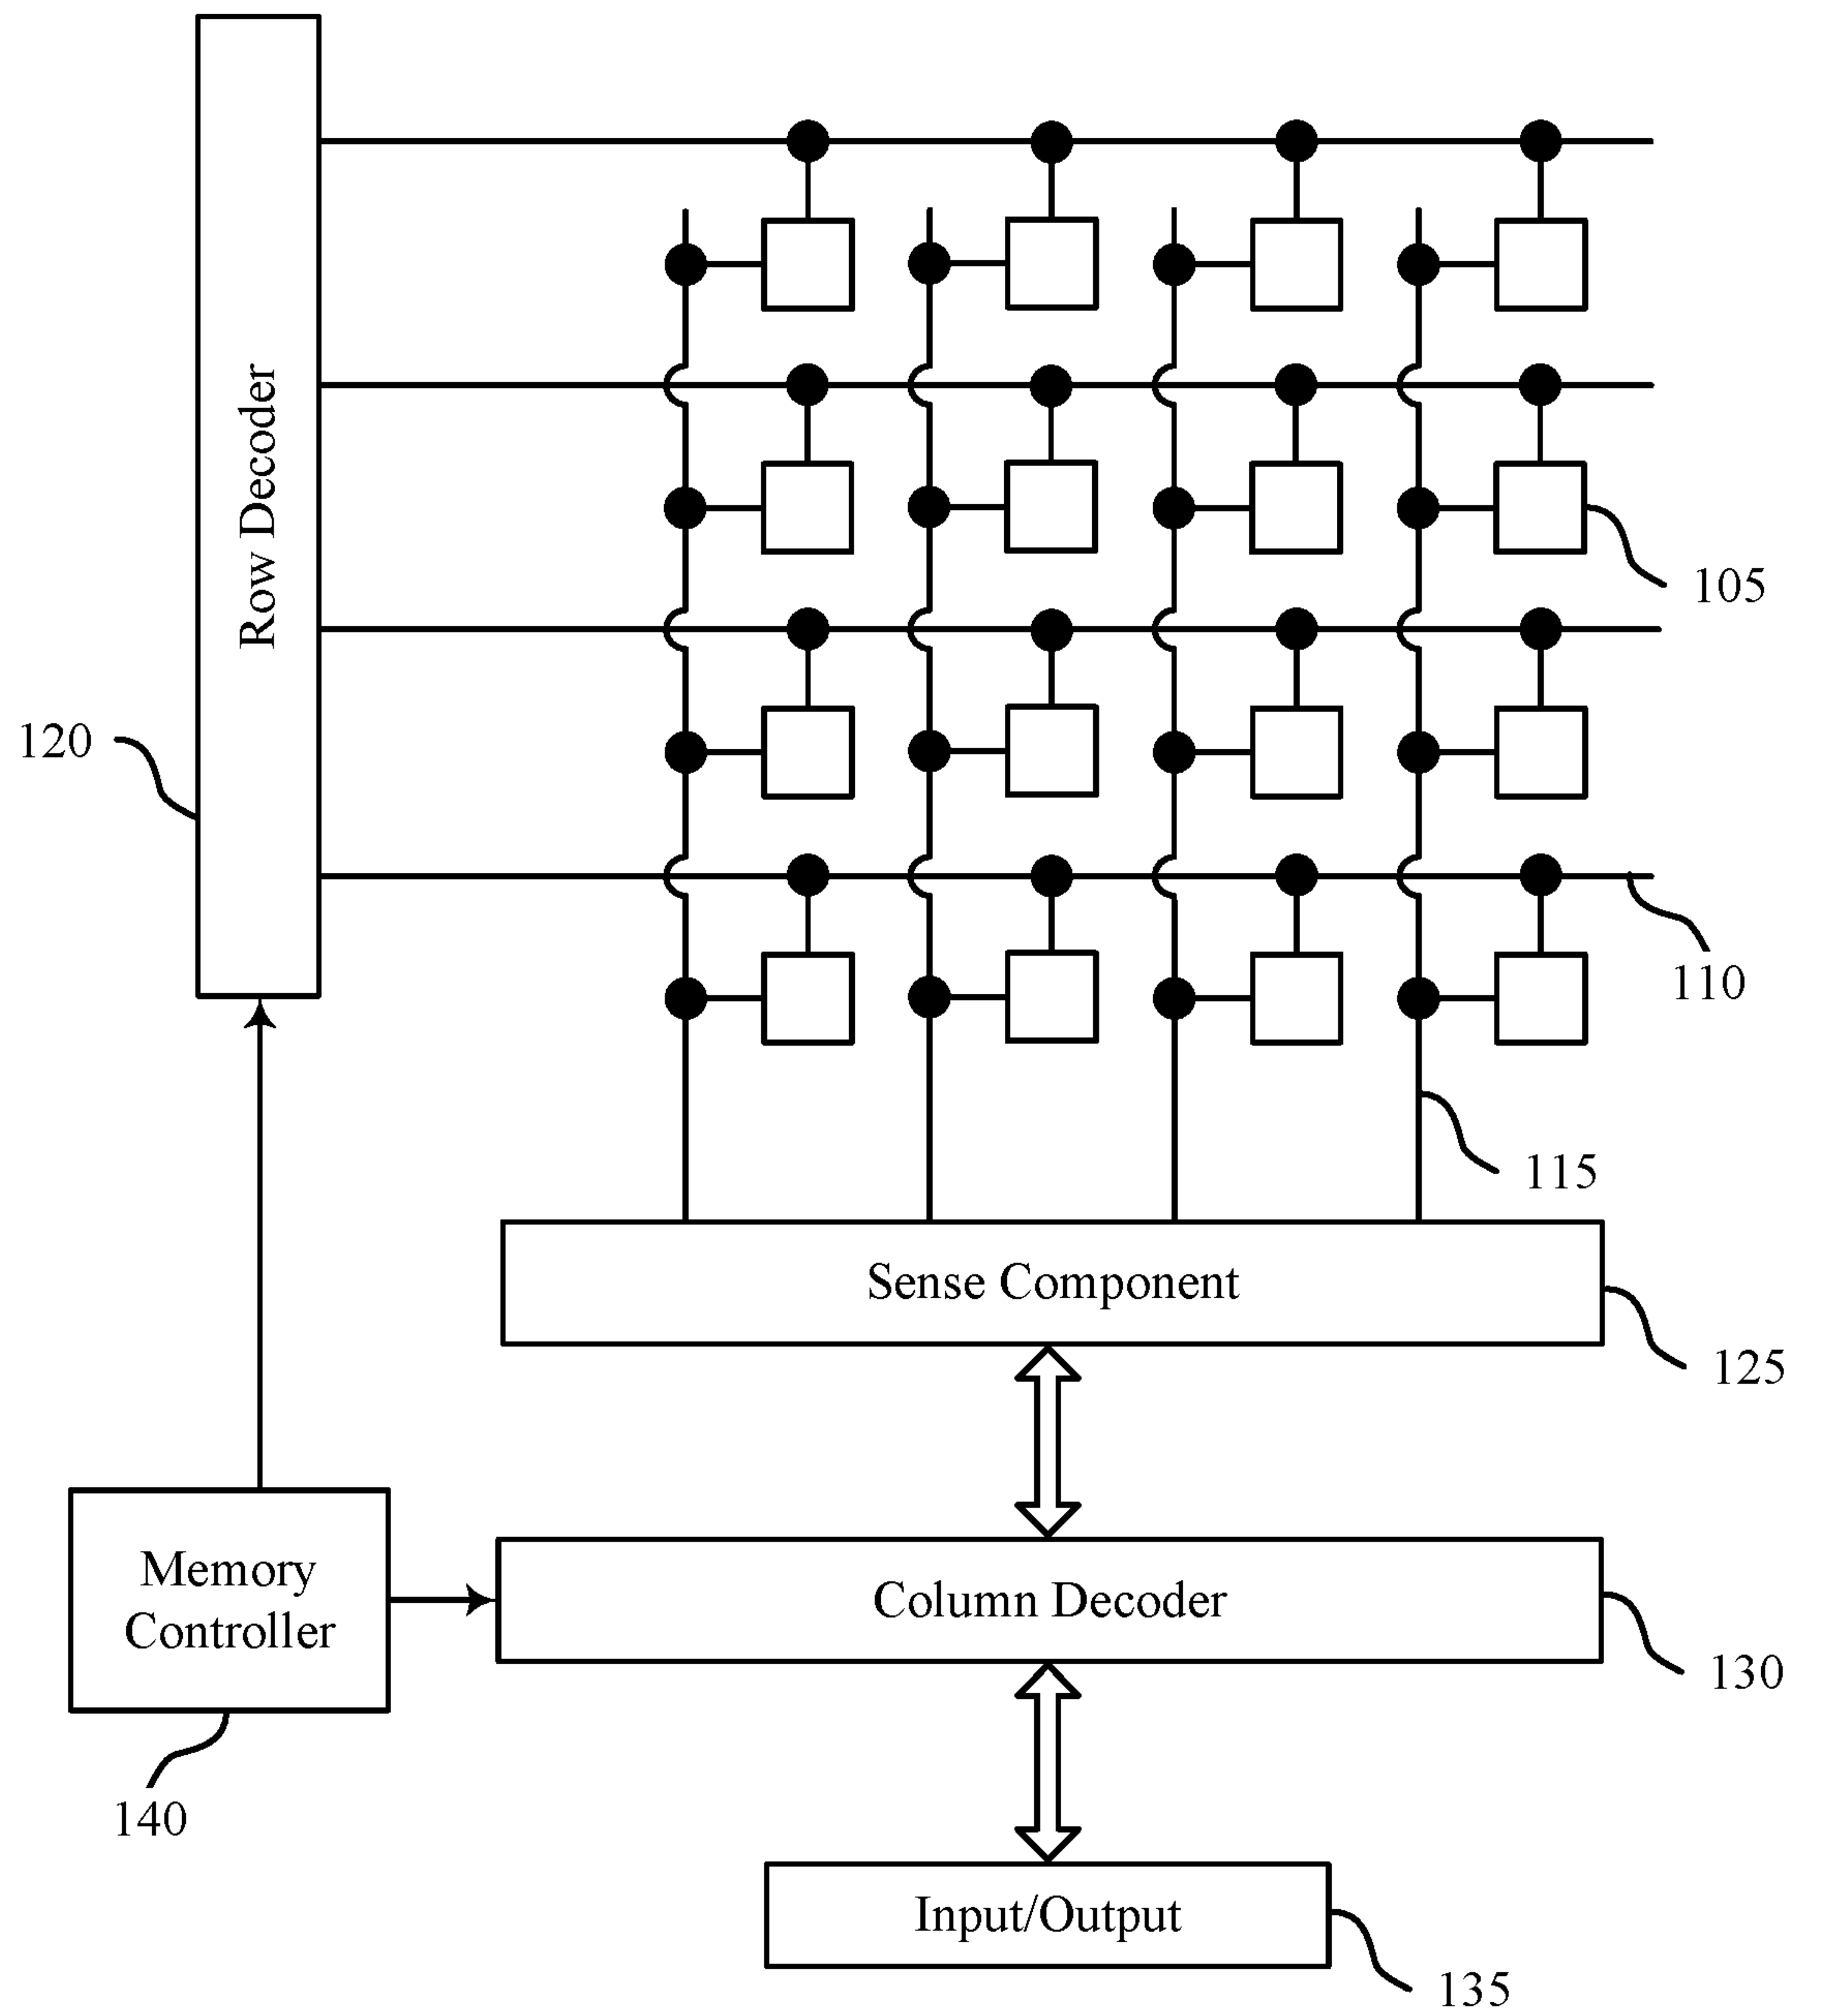 Row Decoder
105
120
110
115
Sense Component
125
Memory
Controller
Column Decoder
130
140
Input/Output
135